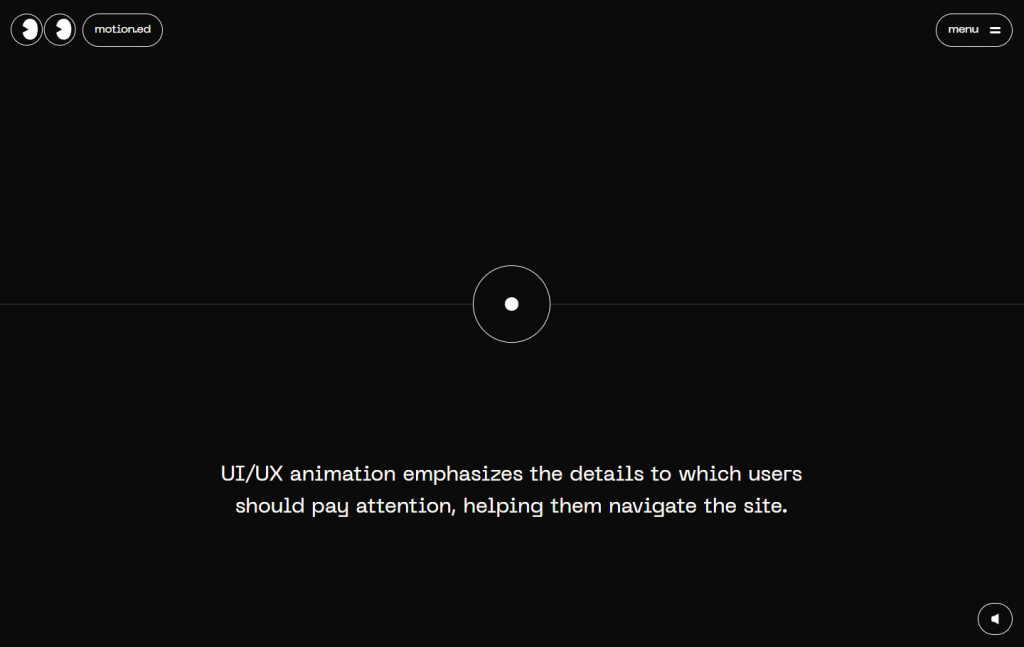 motion.ed
menu
UI/UX animation emphasizes the details to which users
should pay attention, helping them navigate the site.